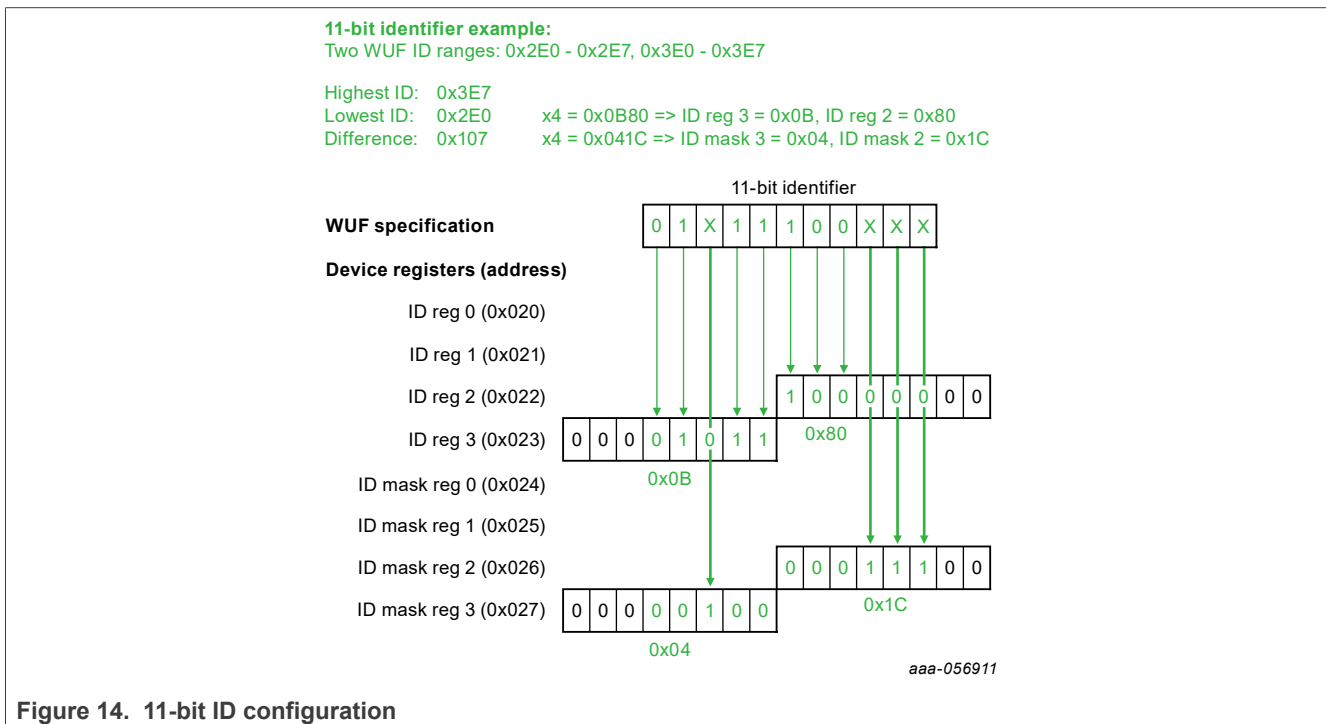 11-bit identifier example:
Two WUF ID ranges: 0x2E0 - 0x2E7, 0x3E0 - 0x3E7
Highest ID: 0x3E7
Lowest ID: 0x2E0 x4 = 0x0B80 => ID reg 3 = 0x0B, ID reg 2 = 0x80
Difference: 0x107 x4 = 0x041C => ID mask 3 = 0x04, ID mask 2 = 0x1C
11-bit identifier
WUF specification 0 1 X 1 1 1 0 0 X X X
Device registers (address)
ID reg 0 (0x020)
ID reg 1 (0x021)
ID reg 2 (0x022) 1 0 0 0 0 0 0 0
0x80
ID reg 3 (0x023) 0 0 0 0 1 0 1 1
0x0B
ID mask reg 0 (0x024)
ID mask reg 1 (0x025)
ID mask reg 2 (0x026) 0 0 0 1 1 1 0 0
0x1C
ID mask reg 3 (0x027) 0 0 0 0 0 1 0 0
0x04
aaa-056911
Figure 14. 11-bit ID configuration